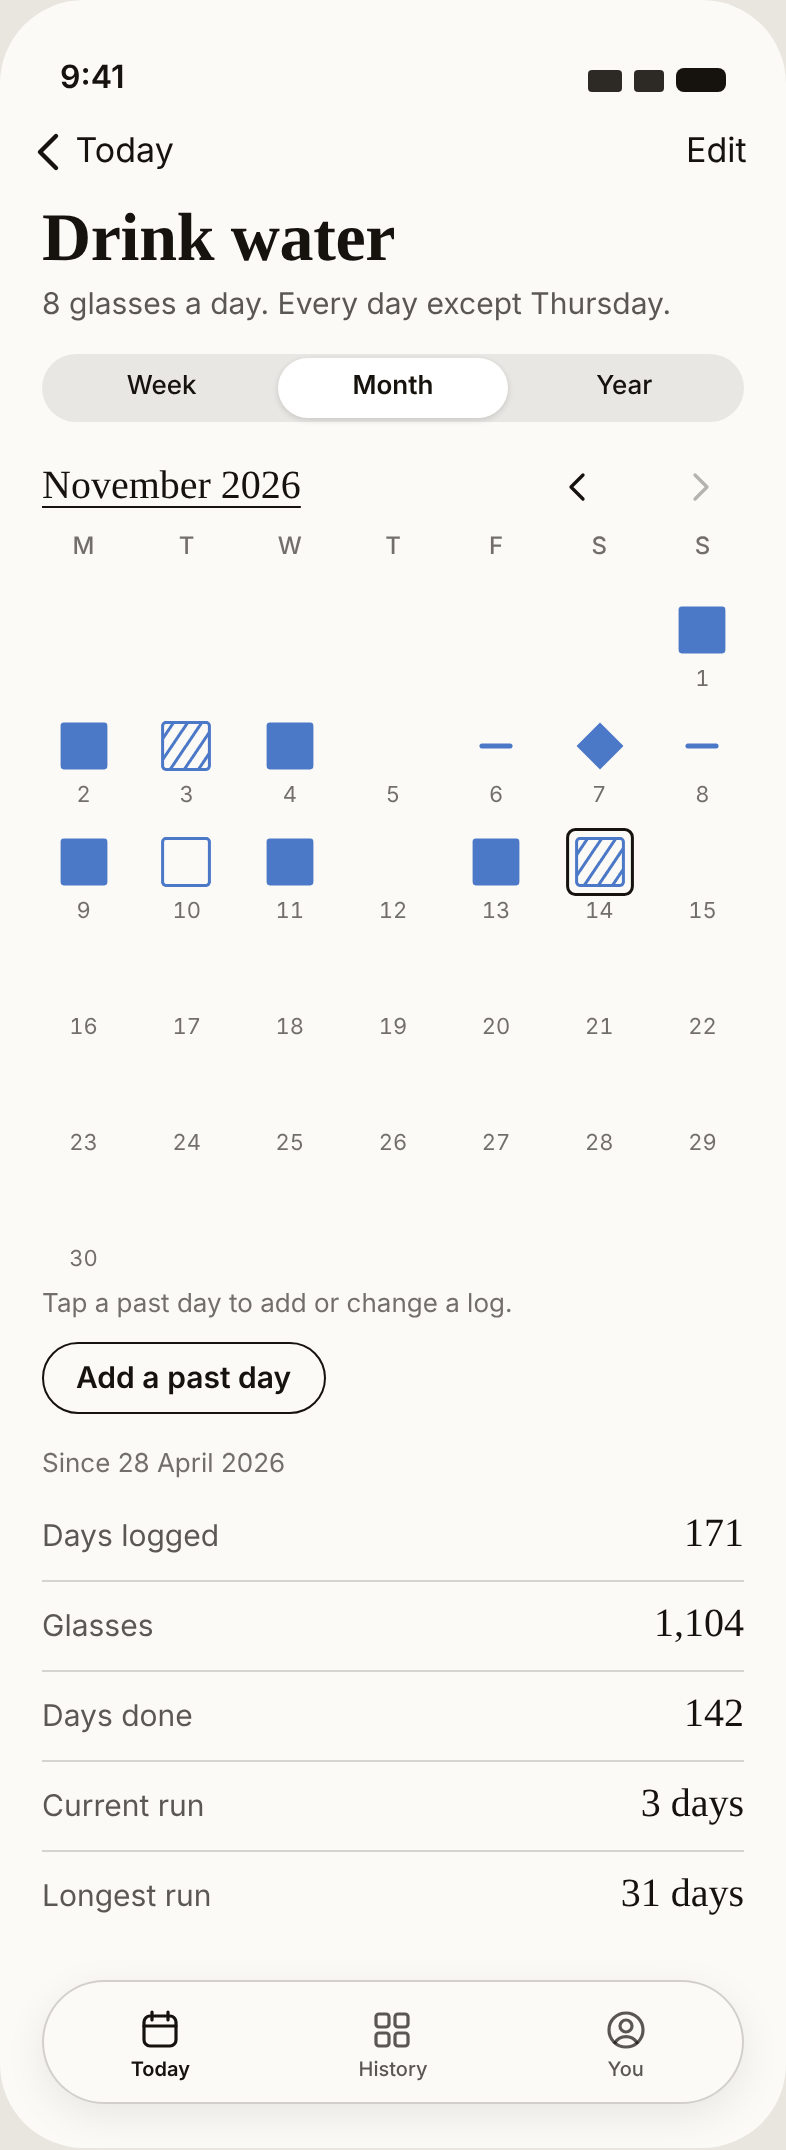 9:41
Today Edit
Drink water
8 glasses a day. Every day except Thursday.
Week Month Year
November 2026
M T W T F S S
1
2 3 4 5 6 7 8
9 10 11 12 13 14 15
16 17 18 19 20 21 22
23 24 25 26 27 28 29
30
Tap a past day to add or change a log.
Add a past day
Since 28 April 2026
Days logged 171
Glasses 1,104
Days done 142
Current run 3 days
Longest run 31 days
Today History You